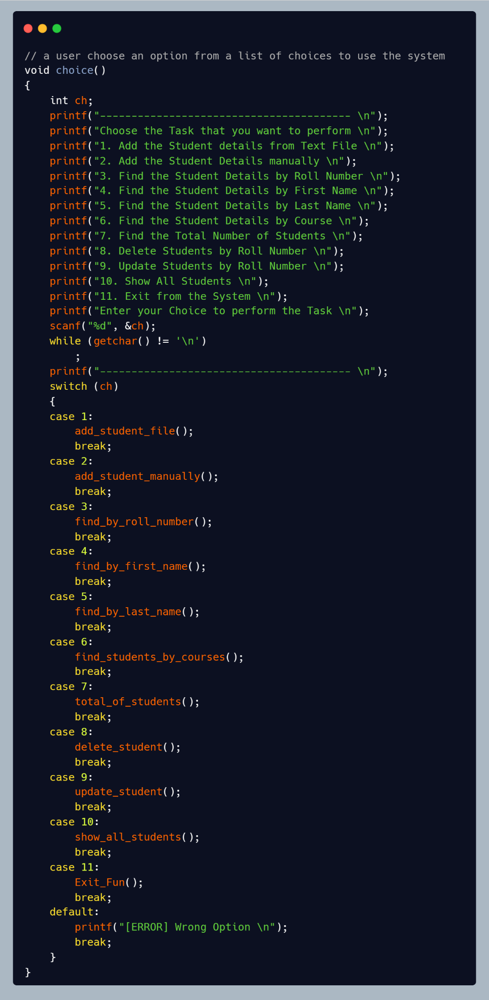 // a user choose an option from a list of choices to use the system
void choice()
{
    int ch;
    printf("---------------------------------------- \n");
    printf("Choose the Task that you want to perform \n");
    printf("1. Add the Student details from Text File \n");
    printf("2. Add the Student Details manually \n");
    printf("3. Find the Student Details by Roll Number \n");
    printf("4. Find the Student Details by First Name \n");
    printf("5. Find the Student Details by Last Name \n");
    printf("6. Find the Student Details by Course \n");
    printf("7. Find the Total Number of Students \n");
    printf("8. Delete Students by Roll Number \n");
    printf("9. Update Students by Roll Number \n");
    printf("10. Show All Students \n");
    printf("11. Exit from the System \n");
    printf("Enter your Choice to perform the Task \n");
    scanf("%d", &ch);
    while (getchar() != '\n')
        ;
    printf("---------------------------------------- \n");
    switch (ch)
    {
    case 1:
        add_student_file();
        break;
    case 2:
        add_student_manually();
        break;
    case 3:
        find_by_roll_number();
        break;
    case 4:
        find_by_first_name();
        break;
    case 5:
        find_by_last_name();
        break;
    case 6:
        find_students_by_courses();
        break;
    case 7:
        total_of_students();
        break;
    case 8:
        delete_student();
        break;
    case 9:
        update_student();
        break;
    case 10:
        show_all_students();
        break;
    case 11:
        Exit_Fun();
        break;
    default:
        printf("[ERROR] Wrong Option \n");
        break;
    }
}